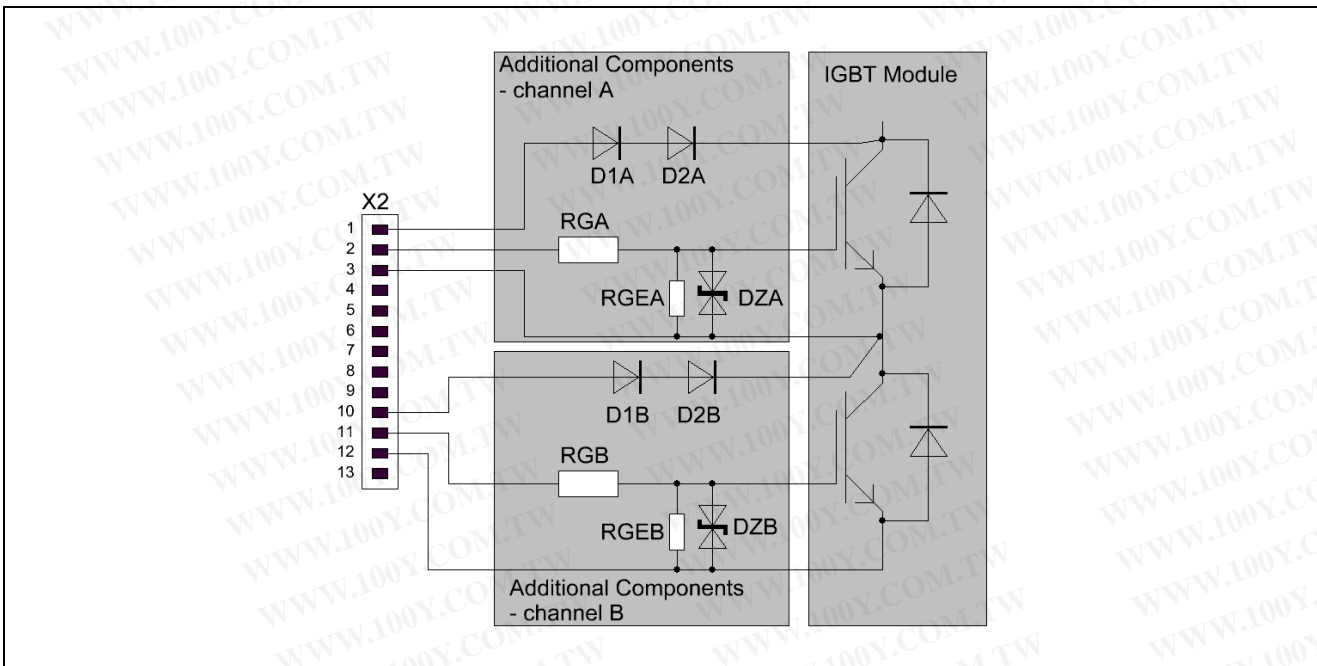 Additional Components
- channel A
IGBT Module
D1A D2A
X2
RGA
1
2
3
RGEA DZA
4
5
6
7
8
9
10
D1B D2B
11
12
RGB
13
RGEB DZB
Additional Components
- channel B
WWW.100Y.COM.TW